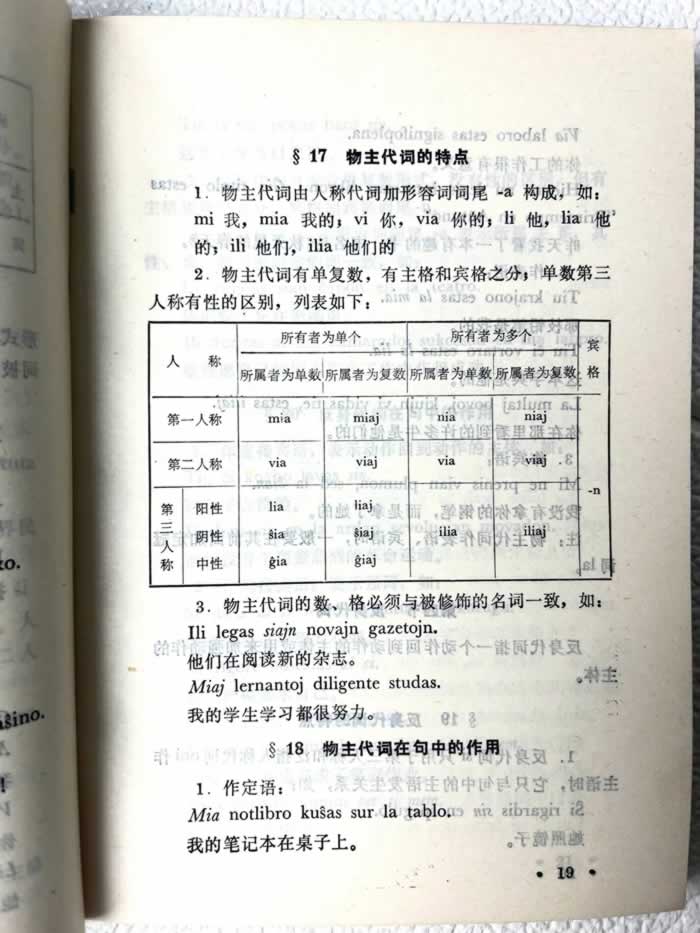 § 17 物主代词的特点
1. 物主代词由人称代词加形容词词尾 -a 构成，如：
mi 我，mia 我的；vi 你，via 你的；li 他，lia 他
的；ili 他们，ilia 他们的
2. 物主代词有单复数，有主格和宾格之分；单数第三
人称有性的区别，列表如下：
人 称 所有者为单个 所有者为多个 宾格
所属者为单数 所属者为复数 所属者为单数 所属者为复数
第一人称 mia miaj nia niaj -n
第二人称 via viaj via viaj
第三人称 阳性 lia liaj ilia iliaj
阴性 ŝia ŝiaj
中性 ĝia ĝiaj
3. 物主代词的数、格必须与被修饰的名词一致，如：
Ili legas siajn novajn gazetojn.
他们在阅读新的杂志。
Miaj lernantoj diligente studas.
我的学生学习都很努力。
§ 18 物主代词在句中的作用
1. 作定语：
Mia notlibro kuŝas sur la tablo.
我的笔记本在桌子上。
• 19 •